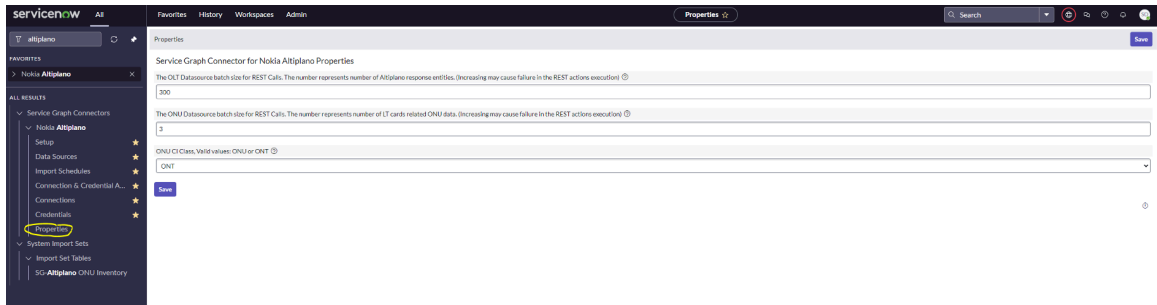 servicenow All Favorites History Workspaces Admin Properties ☆ Search
altiplano
FAVORITES
Nokia Altiplano
ALL RESULTS
Service Graph Connectors
Nokia Altiplano
Setup
Data Sources
Import Schedules
Connection & Credential A...
Connections
Credentials
Properties
System Import Sets
Import Set Tables
SG-Altiplano ONU Inventory
Properties Save
Service Graph Connector for Nokia Altiplano Properties
The OLT Datasource batch size for REST Calls. The number represents number of Altiplano response entities. (Increasing may cause failure in the REST actions execution)
300
The ONU Datasource batch size for REST Calls. The number represents number of LT cards related ONU data. (Increasing may cause failure in the REST actions execution)
3
ONU CI Class, Valid values: ONU or ONT
ONT
Save